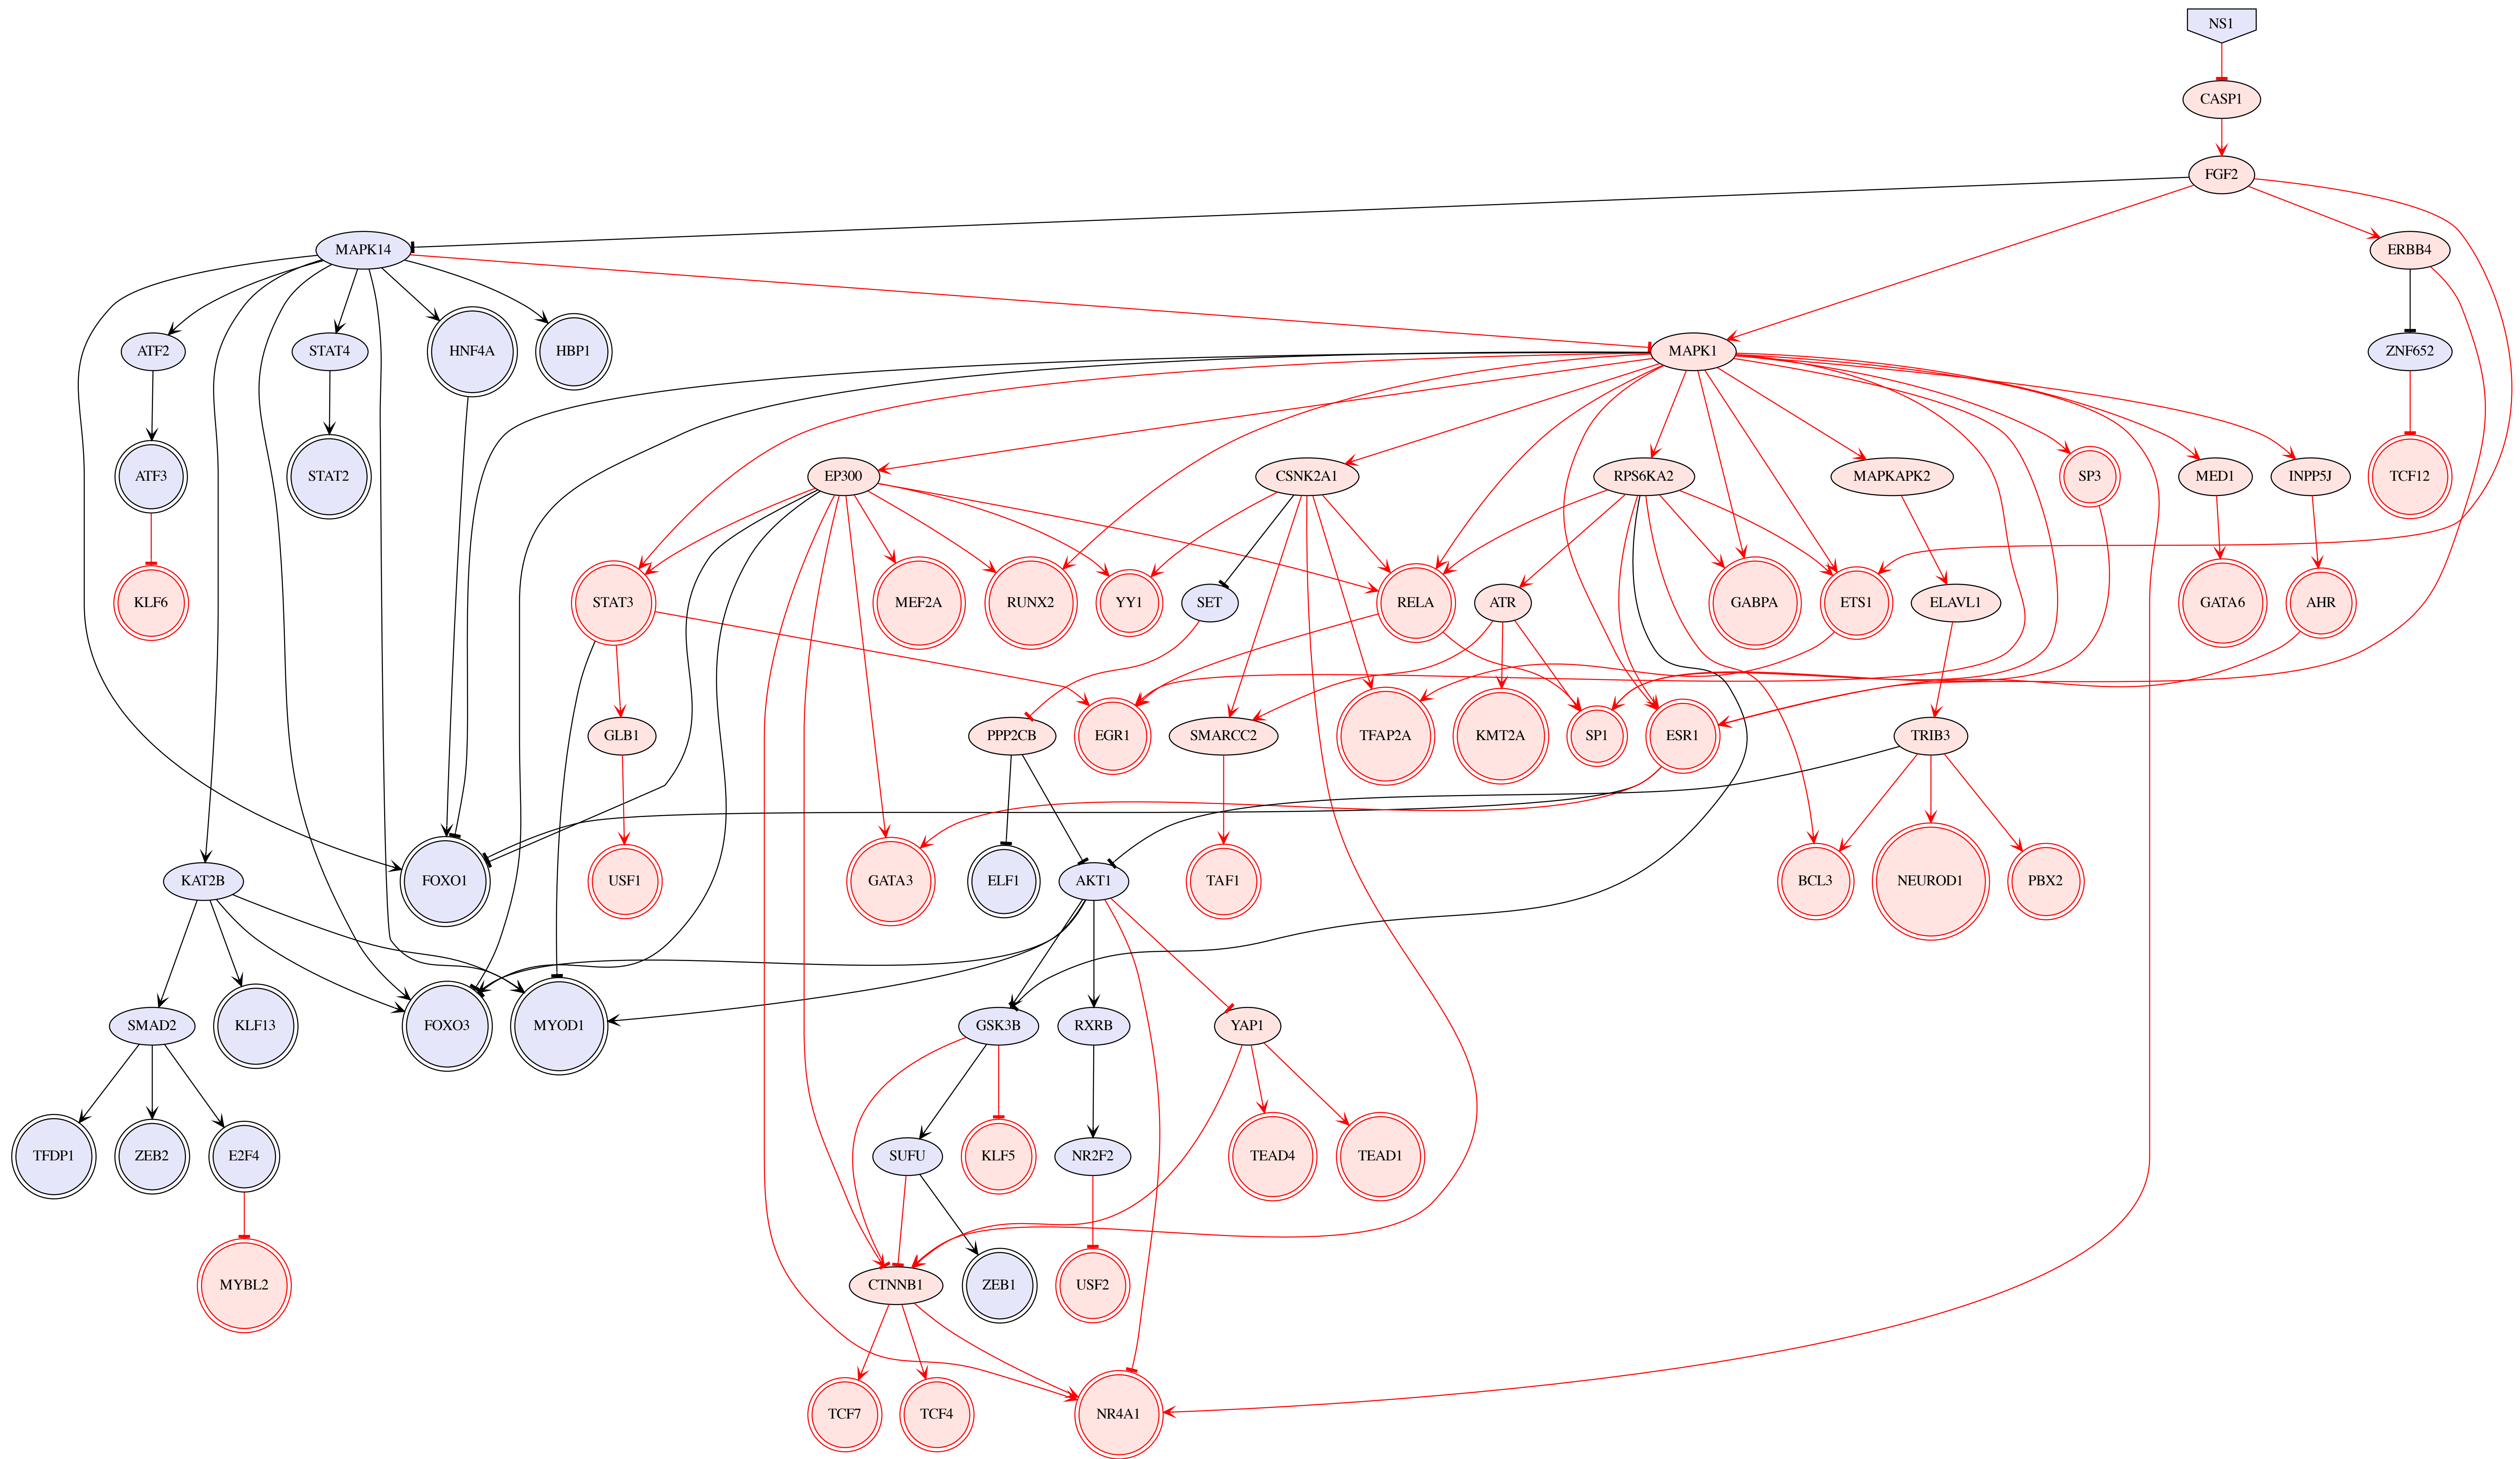 NS1
CASP1
FGF2
MAPK14
ERBB4
ATF2
STAT4
HNF4A
HBP1
MAPK1
ZNF652
ATF3
STAT2
EP300
CSNK2A1
RPS6KA2
MAPKAPK2
SP3
MED1
INPP5J
TCF12
KLF6
STAT3
MEF2A
RUNX2
YY1
SET
RELA
ATR
GABPA
ETS1
ELAVL1
GATA6
AHR
GLB1
PPP2CB
EGR1
SMARCC2
TFAP2A
KMT2A
SP1
ESR1
TRIB3
KAT2B
FOXO1
USF1
GATA3
ELF1
AKT1
TAF1
BCL3
NEUROD1
PBX2
SMAD2
KLF13
FOXO3
MYOD1
GSK3B
RXRB
YAP1
TFDP1
ZEB2
E2F4
SUFU
KLF5
NR2F2
TEAD4
TEAD1
MYBL2
CTNNB1
ZEB1
USF2
TCF7
TCF4
NR4A1